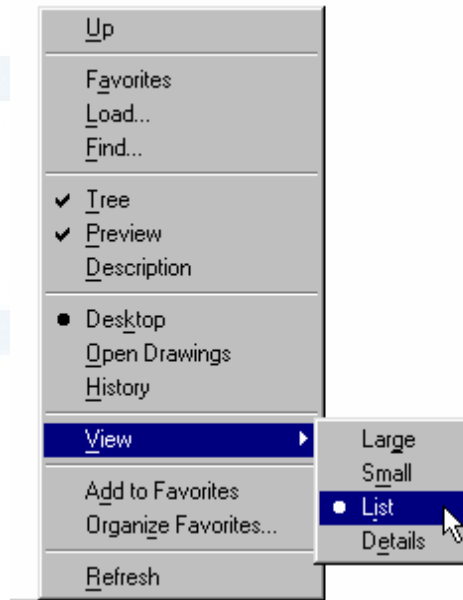 Up
Favorites
Load...
Find...
Tree
Preview
Description
Desktop
Open Drawings
History
View
Add to Favorites
Organize Favorites...
Refresh
Large
Small
List
Details